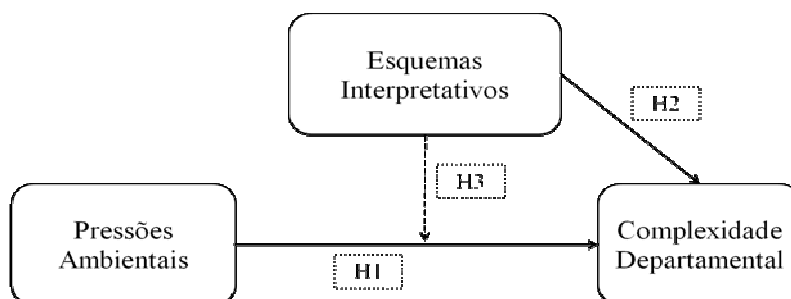 Esquemas
Interpretativos
H2
H3
Pressões
Ambientais
H1
Complexidade
Departamental